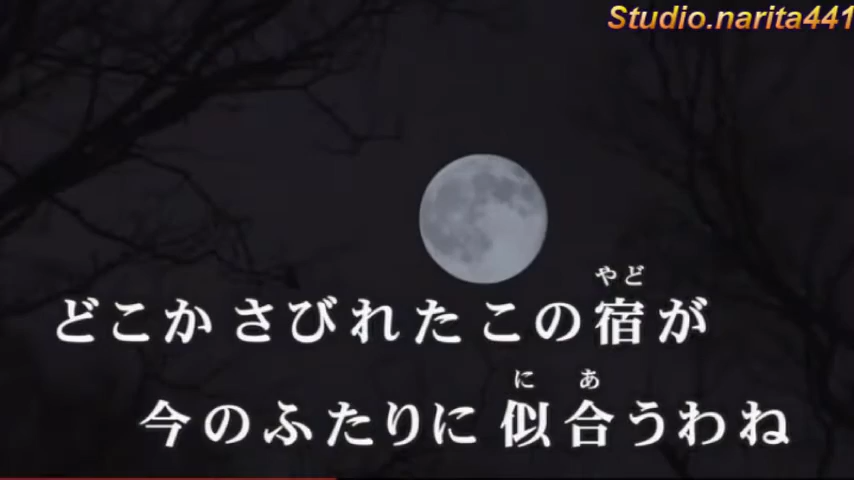 Studio.narita441
どこか さびれた この宿が
やど
今のふたりに 似合うわね
に あ